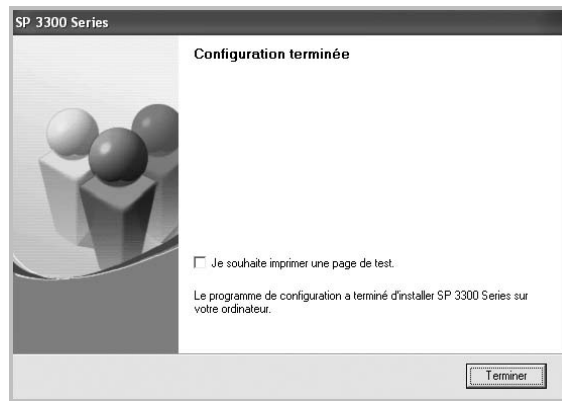 SP 3300 Series
Configuration terminée
Je souhaite imprimer une page de test.
Le programme de configuration a terminé d'installer SP 3300 Series sur
votre ordinateur.
Terminer